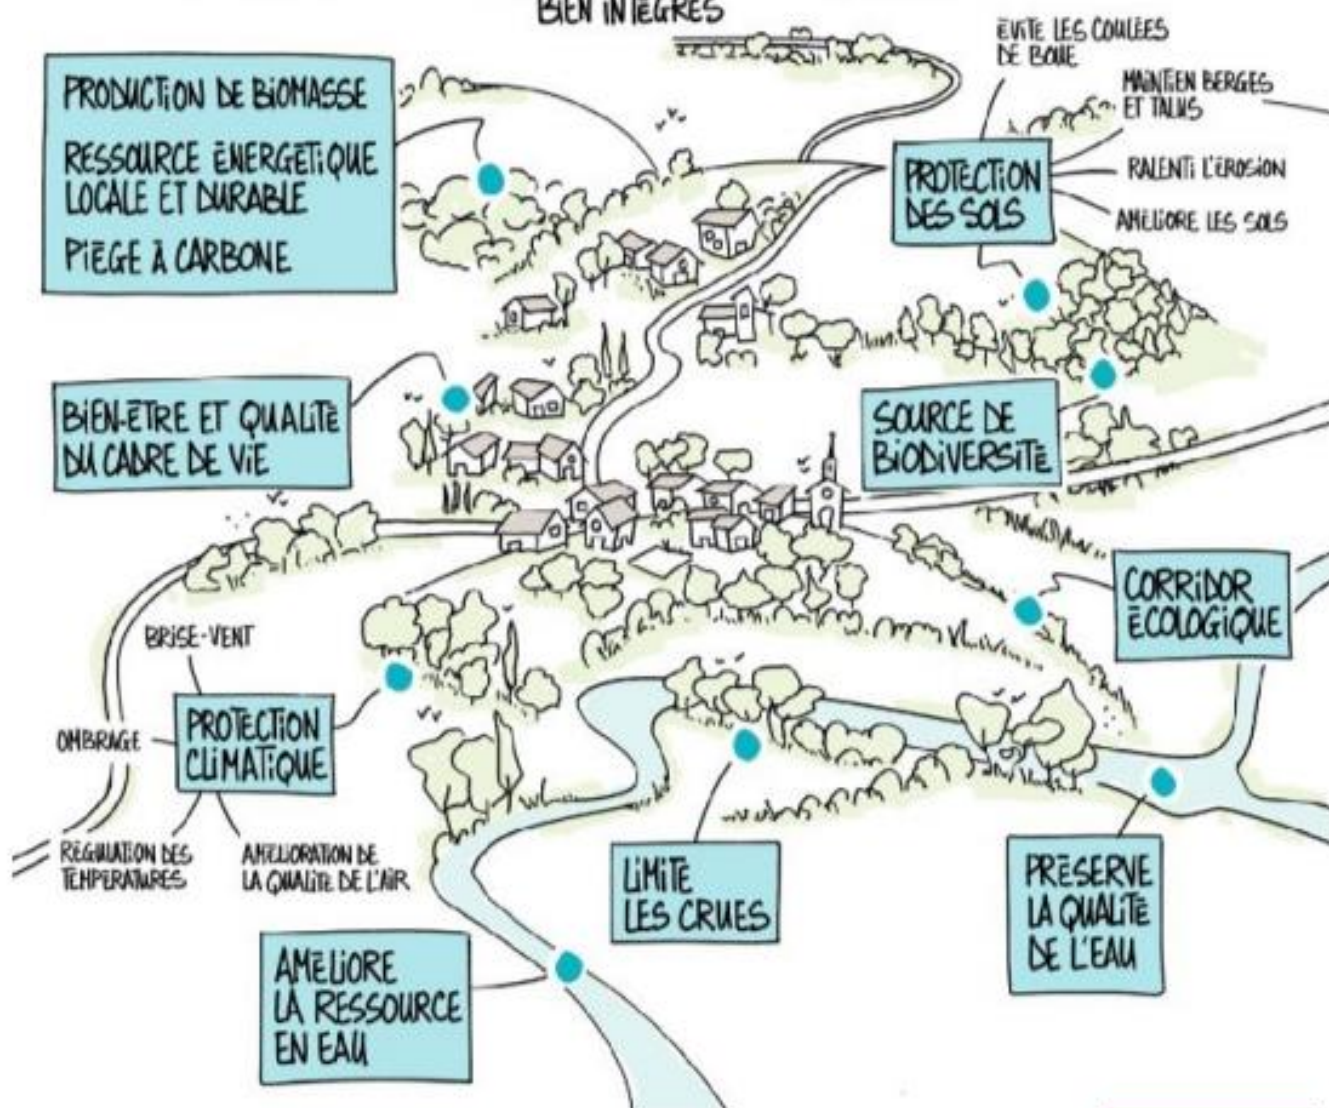 BIEN INTÉGRÉS
PRODUCTION DE BIOMASSE
RESSOURCE ÉNERGÉTIQUE
LOCALE ET DURABLE
PIÈGE À CARBONE
ÉVITE LES COULÉES
DE BOUE
MAINTIEN BERGES
ET TALUS
PROTECTION
DES SOLS
RALENTI L'ÉROSION
AMÉLIORE LES SOLS
BIEN-ÊTRE ET QUALITÉ
DU CADRE DE VIE
SOURCE DE
BIODIVERSITÉ
CORRIDOR
ÉCOLOGIQUE
BRISE-VENT
OMBRAGE
PROTECTION
CLIMATIQUE
RÉGULATION DES
TEMPÉRATURES
AMÉLIORATION DE
LA QUALITÉ DE L'AIR
LIMITE
LES CRUES
PRÉSERVE
LA QUALITÉ
DE L'EAU
AMÉLIORE
LA RESSOURCE
EN EAU